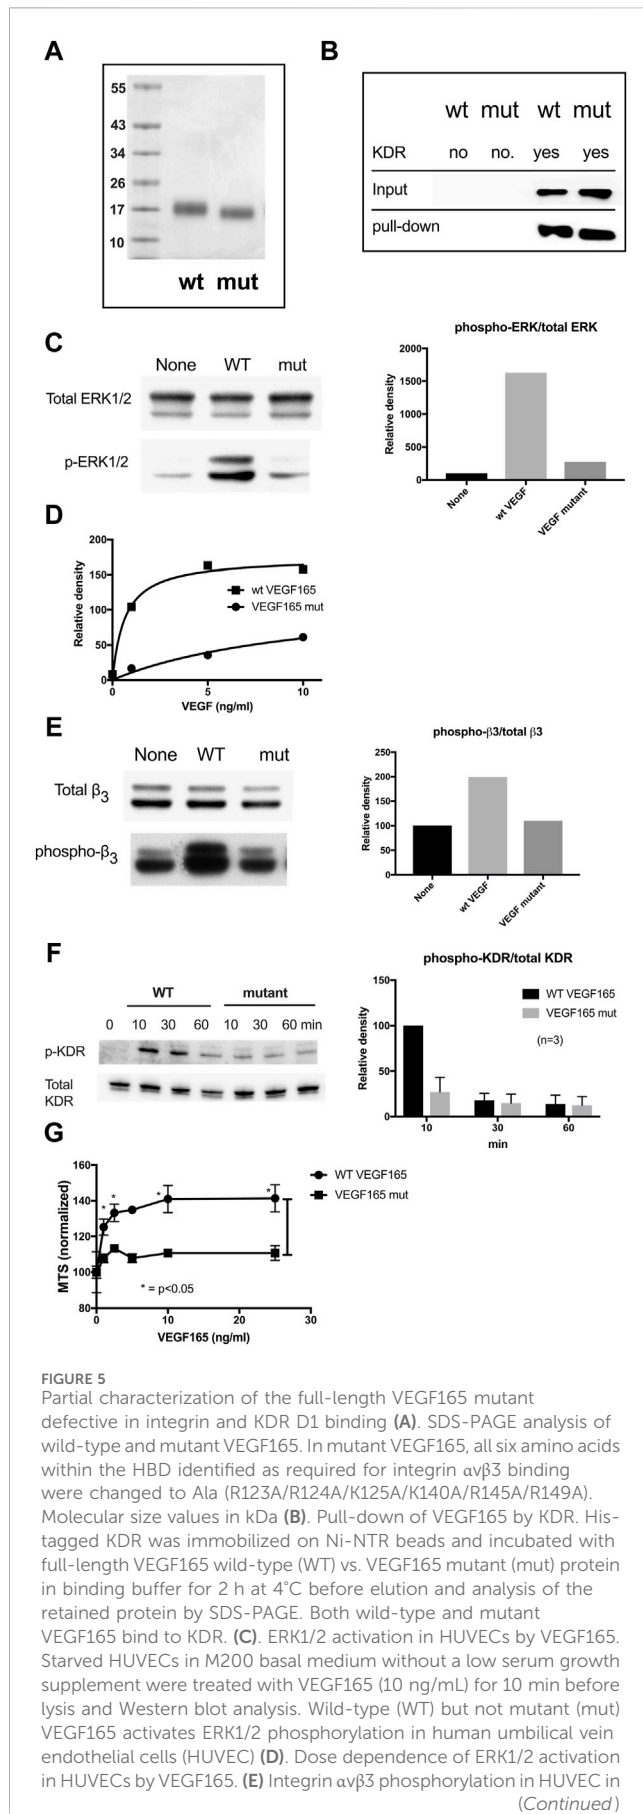 A
55
43
34
26
17
10
wt mut
B
wt mut wt mut
KDR no no. yes yes
Input
pull-down
C
None WT mut
Total ERK1/2
p-ERK1/2
phospho-ERK/total ERK
Relative density
2000
1500
1000
500
0
None
wt VEGF
VEGF mutant
D
Relative density
200
150
100
50
0
0 5 10
VEGF (ng/ml)
wt VEGF165
VEGF165 mut
E
None WT mut
Total β3
phospho-β3
phospho-β3/total β3
Relative density
250
200
150
100
50
0
None
wt VEGF
VEGF mutant
F
WT mutant
0 10 30 60 10 30 60 min
p-KDR
Total
KDR
phospho-KDR/total KDR
Relative density
150
100
50
0
10 30 60
min
WT VEGF165
VEGF165 mut
(n=3)
G
MTS (normalized)
160
140
120
100
80
0 10 20 30
VEGF165 (ng/ml)
* * * *
* = p<0.05
WT VEGF165
VEGF165 mut
FIGURE 5
Partial characterization of the full-length VEGF165 mutant
defective in integrin and KDR D1 binding (A). SDS-PAGE analysis of
wild-type and mutant VEGF165. In mutant VEGF165, all six amino acids
within the HBD identified as required for integrin αvβ3 binding
were changed to Ala (R123A/R124A/K125A/K140A/R145A/R149A).
Molecular size values in kDa (B). Pull-down of VEGF165 by KDR. His-
tagged KDR was immobilized on Ni-NTR beads and incubated with
full-length VEGF165 wild-type (WT) vs. VEGF165 mutant (mut) protein
in binding buffer for 2 h at 4°C before elution and analysis of the
retained protein by SDS-PAGE. Both wild-type and mutant
VEGF165 bind to KDR. (C). ERK1/2 activation in HUVECs by VEGF165.
Starved HUVECs in M200 basal medium without a low serum growth
supplement were treated with VEGF165 (10 ng/mL) for 10 min before
lysis and Western blot analysis. Wild-type (WT) but not mutant (mut)
VEGF165 activates ERK1/2 phosphorylation in human umbilical vein
endothelial cells (HUVEC) (D). Dose dependence of ERK1/2 activation
in HUVECs by VEGF165. (E) Integrin αvβ3 phosphorylation in HUVEC in
(Continued)